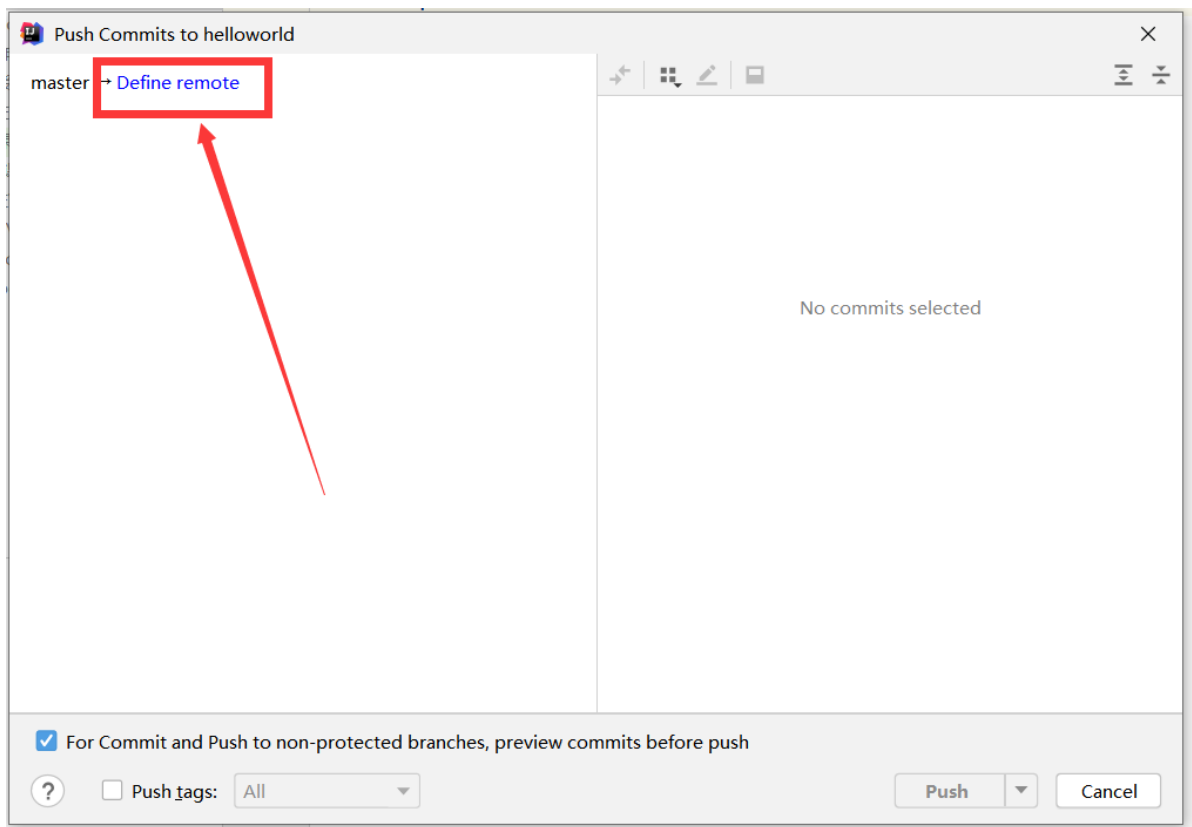 Push Commits to helloworld
master → Define remote
No commits selected
For Commit and Push to non-protected branches, preview commits before push
? Push tags: All Push Cancel